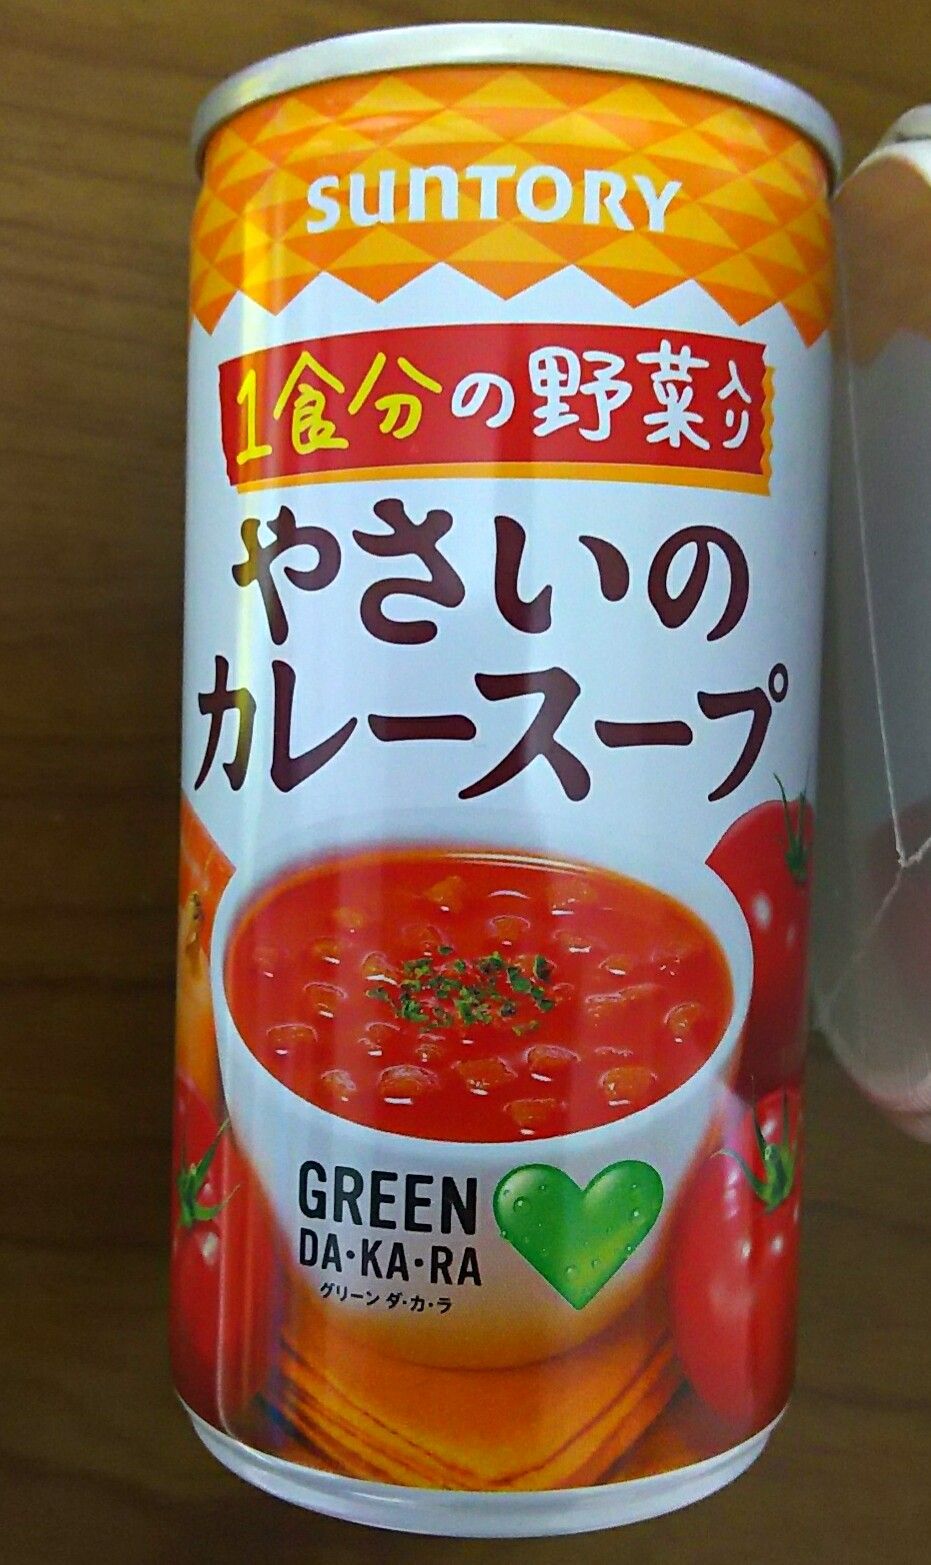 SUNTORY
1食分の野菜入り
やさいの
カレースープ
GREEN
DA・KA・RA
グリーン ダ・カ・ラ